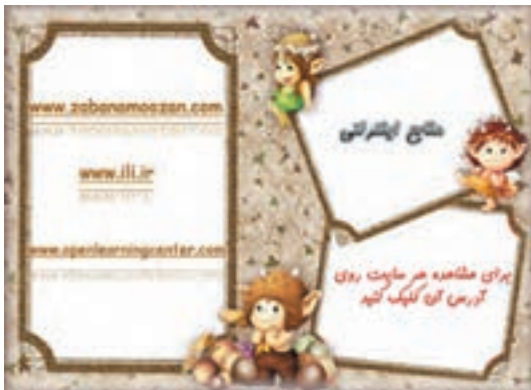 منابع اینترنتی
برای مشاهده هر سایت روی
آدرس آن کلیک کنید
www.zabanamoozan.com
www.ili.ir
www.openlearningcenter.com